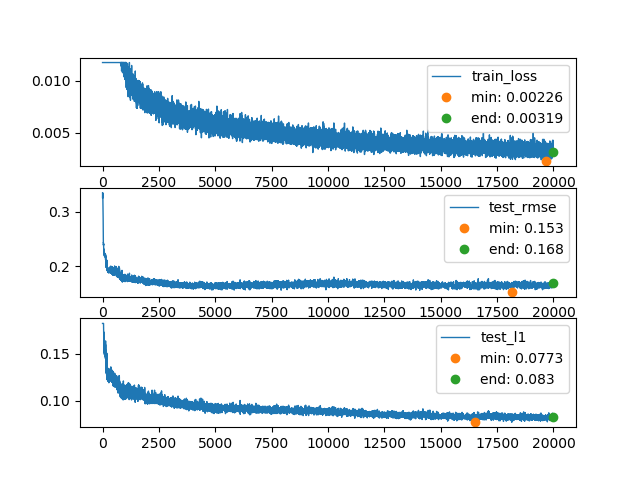 0.010
0.005
train_loss
min: 0.00226
end: 0.00319
0 2500 5000 7500 10000 12500 15000 17500 20000
0.3
0.2
test_rmse
min: 0.153
end: 0.168
0 2500 5000 7500 10000 12500 15000 17500 20000
0.15
0.10
test_l1
min: 0.0773
end: 0.083
0 2500 5000 7500 10000 12500 15000 17500 20000